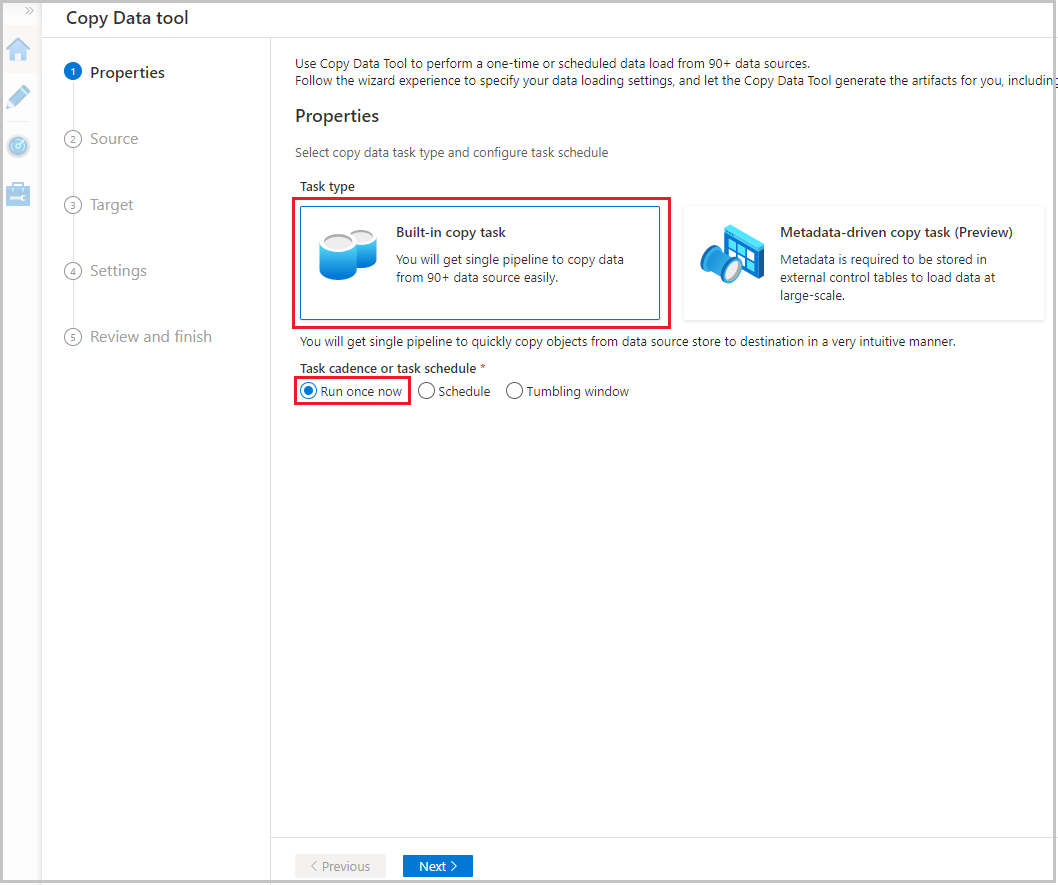 Copy Data tool
1 Properties
2 Source
3 Target
4 Settings
5 Review and finish
Use Copy Data Tool to perform a one-time or scheduled data load from 90+ data sources.
Follow the wizard experience to specify your data loading settings, and let the Copy Data Tool generate the artifacts for you, including
Properties
Select copy data task type and configure task schedule
Task type
Built-in copy task
You will get single pipeline to copy data
from 90+ data source easily.
Metadata-driven copy task (Preview)
Metadata is required to be stored in
external control tables to load data at
large-scale.
You will get single pipeline to quickly copy objects from data source store to destination in a very intuitive manner.
Task cadence or task schedule *
Run once now Schedule Tumbling window
< Previous Next >